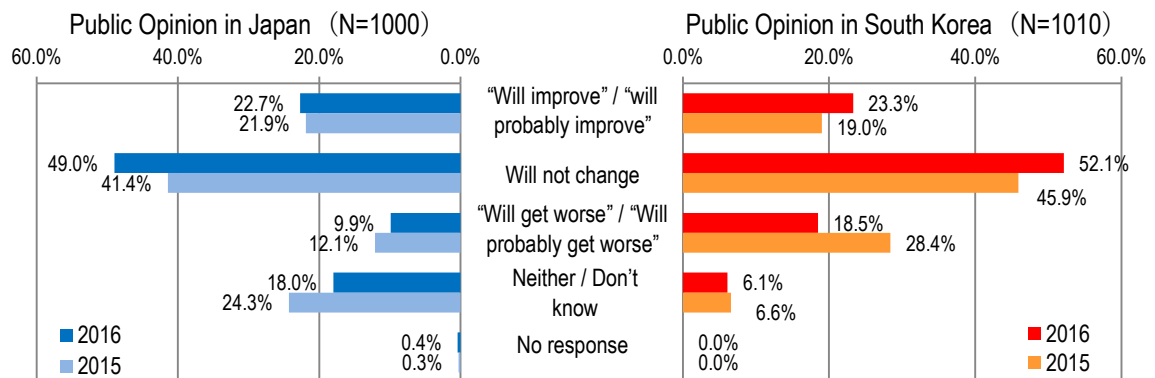 Public Opinion in Japan （N=1000）
60.0% 40.0% 20.0% 0.0%
Public Opinion in South Korea （N=1010）
0.0% 20.0% 40.0% 60.0%
22.7%
21.9%
“Will improve” / “will
probably improve”
23.3%
19.0%
49.0%
41.4%
Will not change
52.1%
45.9%
9.9%
12.1%
“Will get worse” / “Will
probably get worse”
18.5%
28.4%
18.0%
24.3%
Neither / Don’t
know
6.1%
6.6%
0.4%
0.3%
No response
0.0%
0.0%
2016
2015
2016
2015